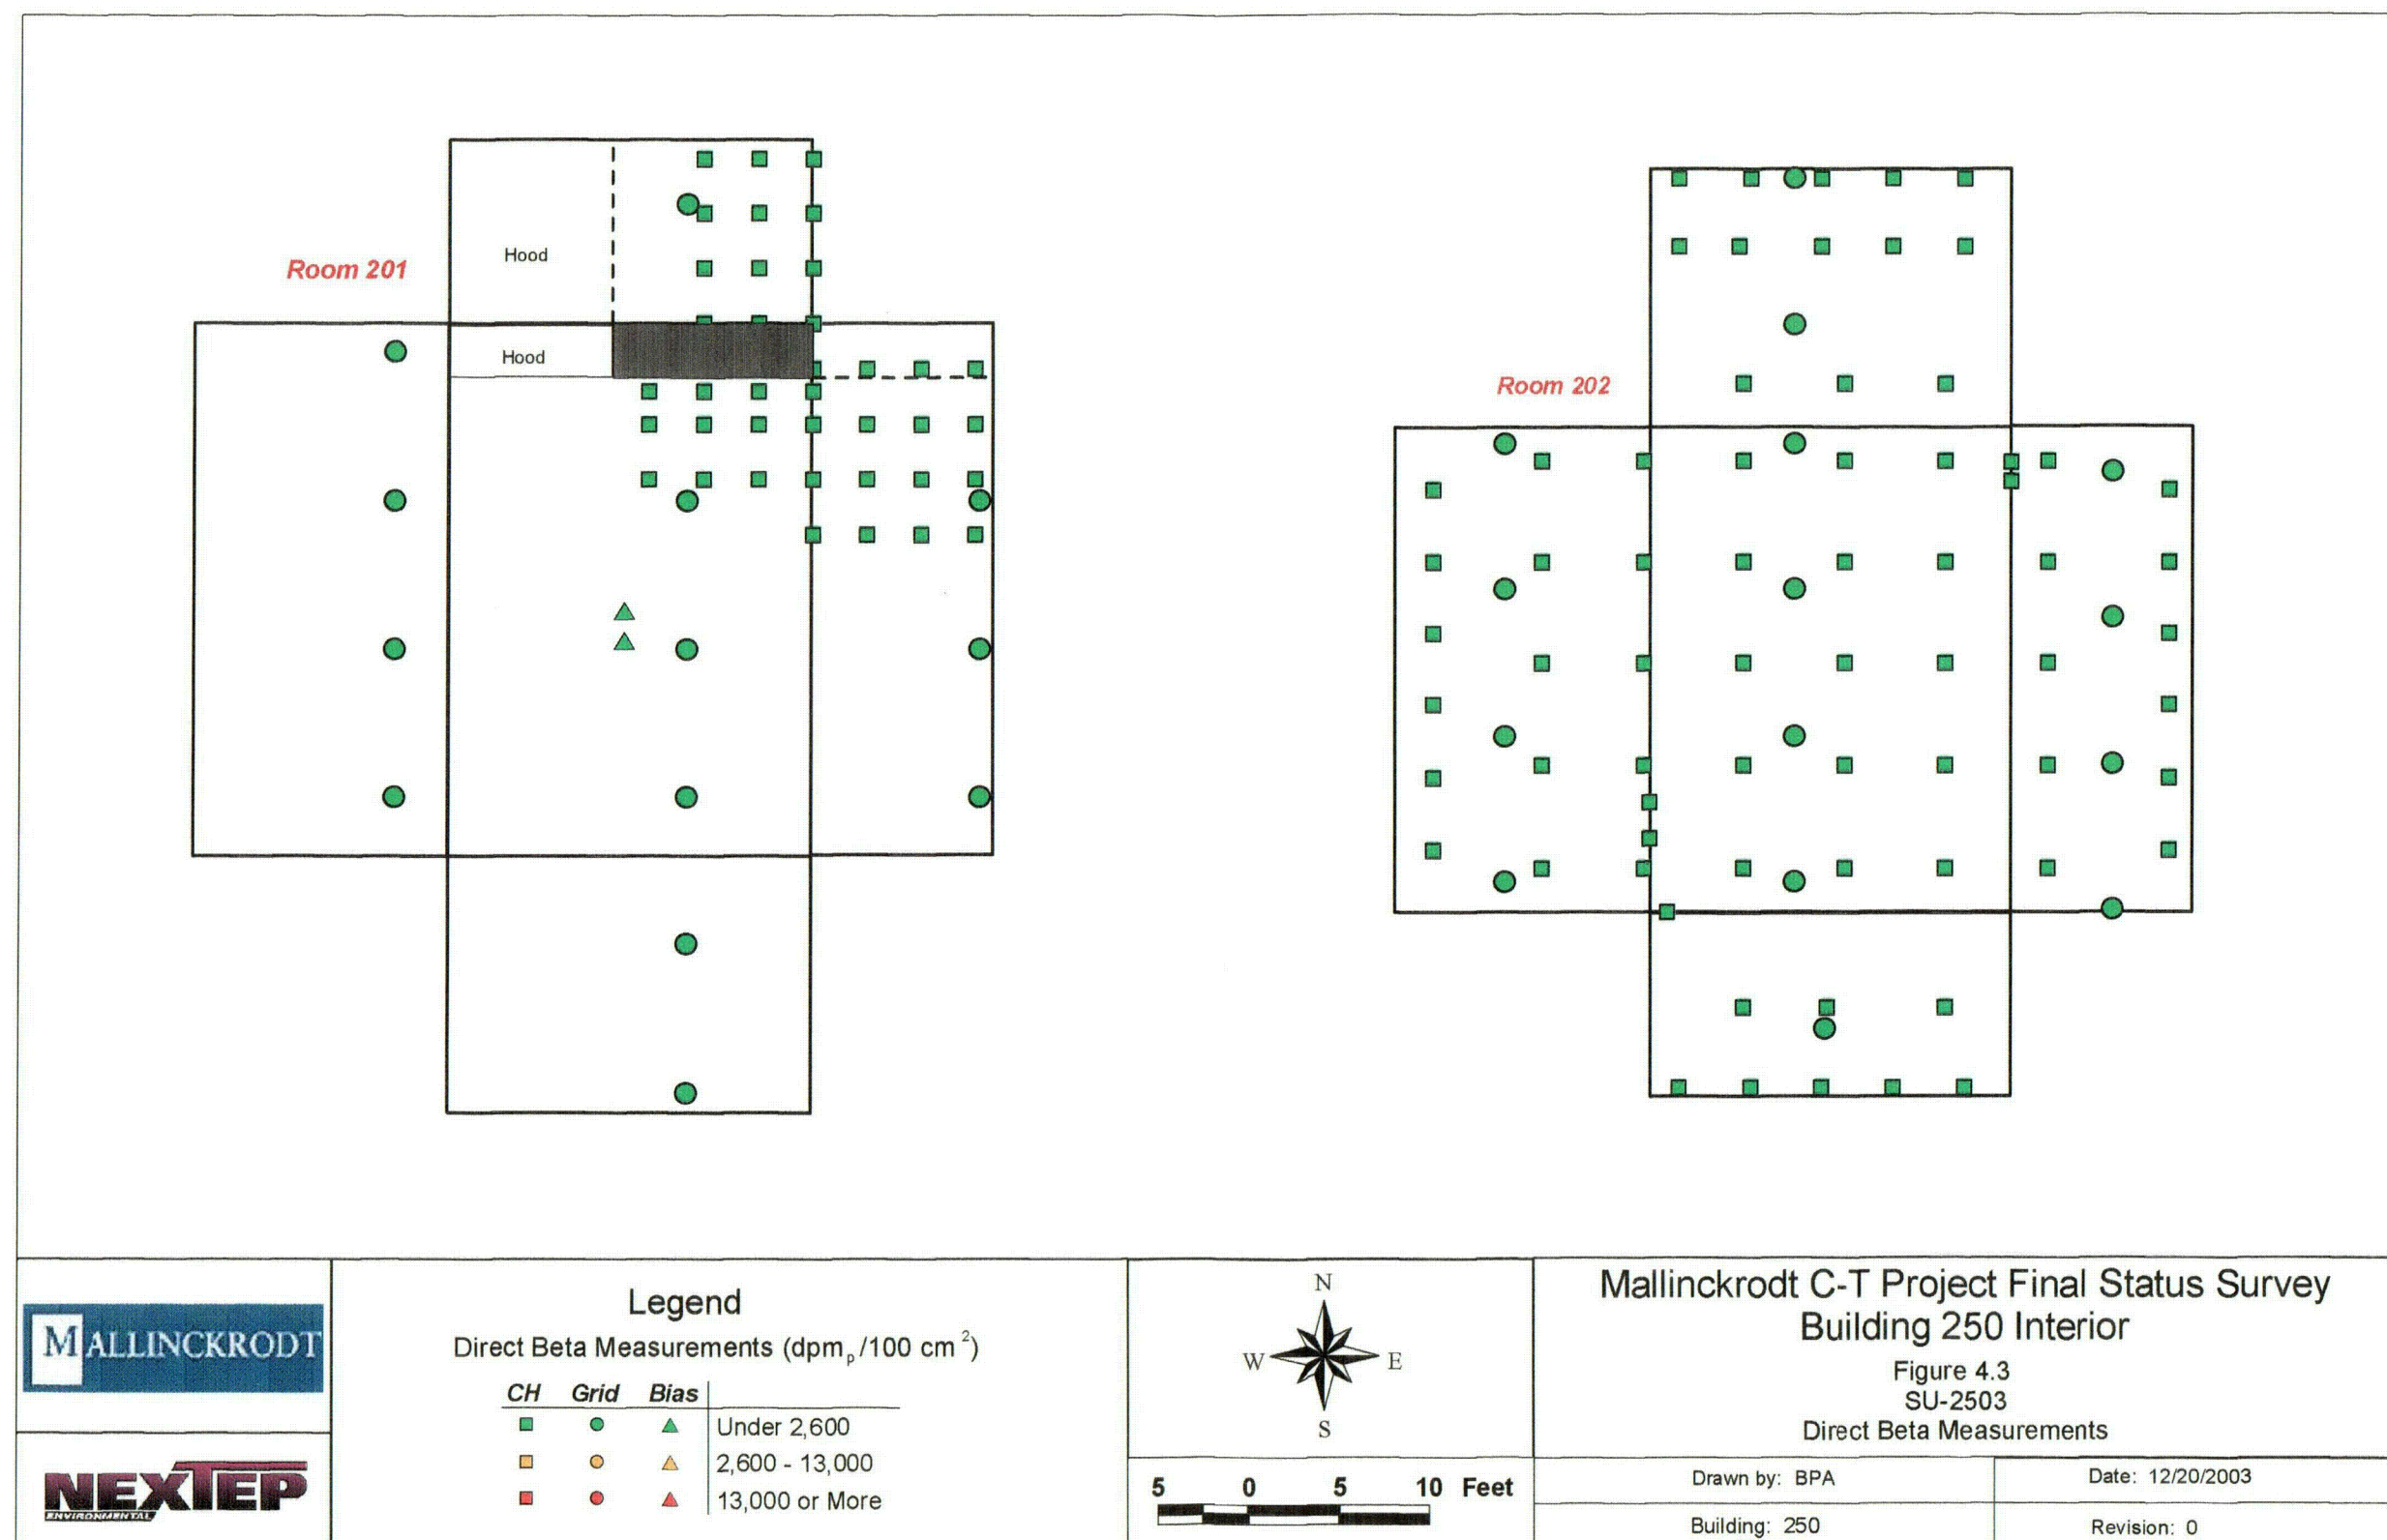 Hood
Room 201
Hood
Room 202
MALLINCKRODT
NEXTEP
ENVIRONMENTAL
Legend
Direct Beta Measurements (dpmp/100 cm2)
CH Grid Bias
Under 2,600
2,600 - 13,000
13,000 or More
N
W E
S
5 0 5 10 Feet
Mallinckrodt C-T Project Final Status Survey
Building 250 Interior
Figure 4.3
SU-2503
Direct Beta Measurements
Drawn by: BPA
Date: 12/20/2003
Building: 250
Revision: 0